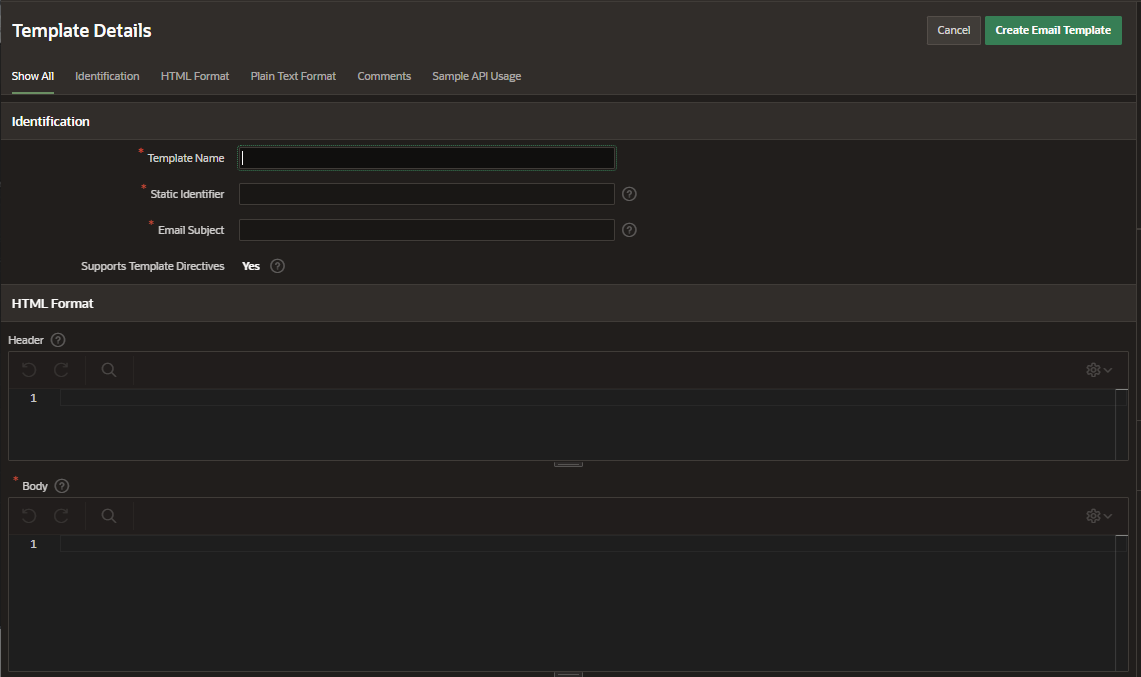 Template Details
Cancel
Create Email Template
Show All
Identification
HTML Format
Plain Text Format
Comments
Sample API Usage
Identification
* Template Name
* Static Identifier
?
* Email Subject
?
Supports Template Directives Yes ?
HTML Format
Header ?
1
* Body ?
1